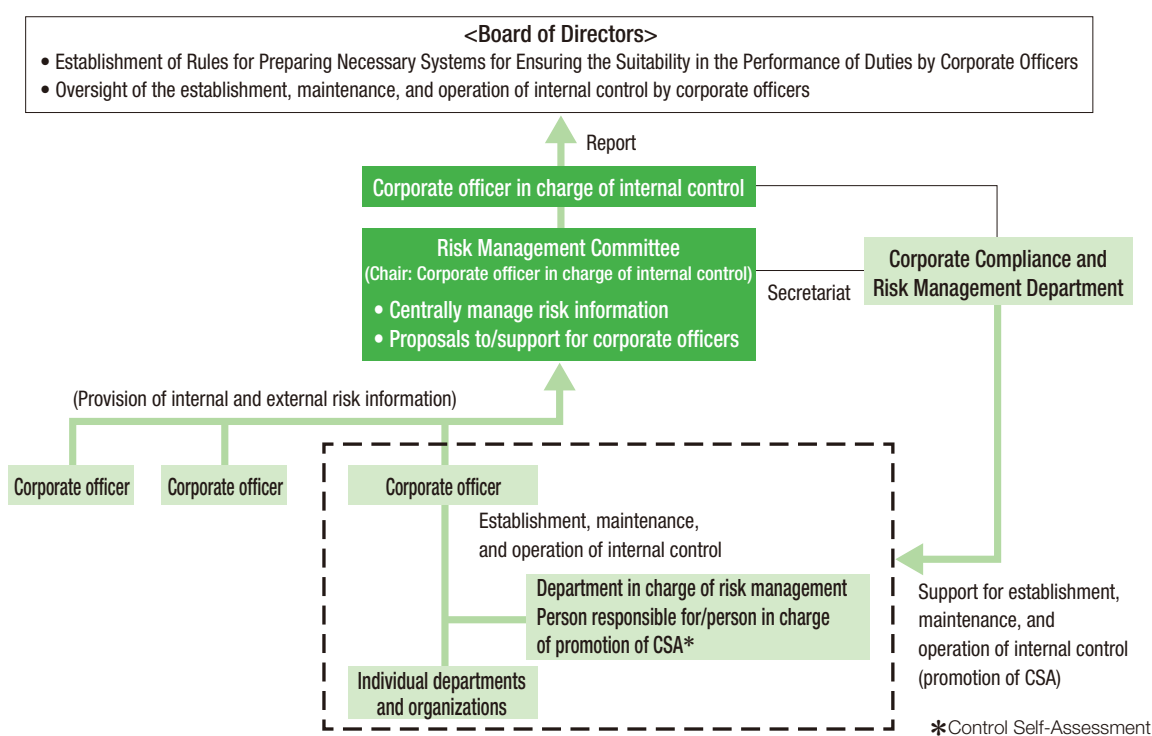 <Board of Directors>
• Establishment of Rules for Preparing Necessary Systems for Ensuring the Suitability in the Performance of Duties by Corporate Officers
• Oversight of the establishment, maintenance, and operation of internal control by corporate officers
Report
Corporate officer in charge of internal control
Risk Management Committee
(Chair: Corporate officer in charge of internal control)
• Centrally manage risk information
• Proposals to/support for corporate officers
Secretariat
Corporate Compliance and
Risk Management Department
(Provision of internal and external risk information)
Corporate officer
Corporate officer
Corporate officer
Establishment, maintenance,
and operation of internal control
Department in charge of risk management
Person responsible for/person in charge
of promotion of CSA*
Individual departments
and organizations
Support for establishment,
maintenance, and
operation of internal control
(promotion of CSA)
*Control Self-Assessment